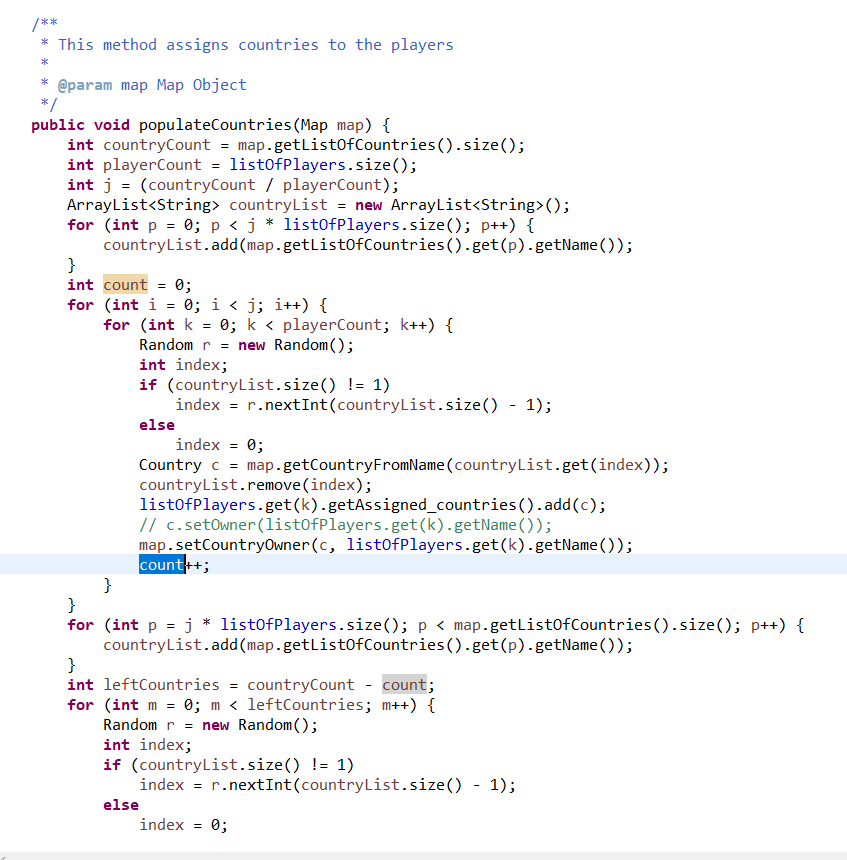 /**
 * This method assigns countries to the players
 *
 * @param map Map Object
 */
public void populateCountries(Map map) {
    int countryCount = map.getListOfCountries().size();
    int playerCount = listOfPlayers.size();
    int j = (countryCount / playerCount);
    ArrayList<String> countryList = new ArrayList<String>();
    for (int p = 0; p < j * listOfPlayers.size(); p++) {
        countryList.add(map.getListOfCountries().get(p).getName());
    }
    int count = 0;
    for (int i = 0; i < j; i++) {
        for (int k = 0; k < playerCount; k++) {
            Random r = new Random();
            int index;
            if (countryList.size() != 1)
                index = r.nextInt(countryList.size() - 1);
            else
                index = 0;
            Country c = map.getCountryFromName(countryList.get(index));
            countryList.remove(index);
            listOfPlayers.get(k).getAssigned_countries().add(c);
            // c.setOwner(listOfPlayers.get(k).getName());
            map.setCountryOwner(c, listOfPlayers.get(k).getName());
            count++;
        }
    }
    for (int p = j * listOfPlayers.size(); p < map.getListOfCountries().size(); p++) {
        countryList.add(map.getListOfCountries().get(p).getName());
    }
    int leftCountries = countryCount - count;
    for (int m = 0; m < leftCountries; m++) {
        Random r = new Random();
        int index;
        if (countryList.size() != 1)
            index = r.nextInt(countryList.size() - 1);
        else
            index = 0;